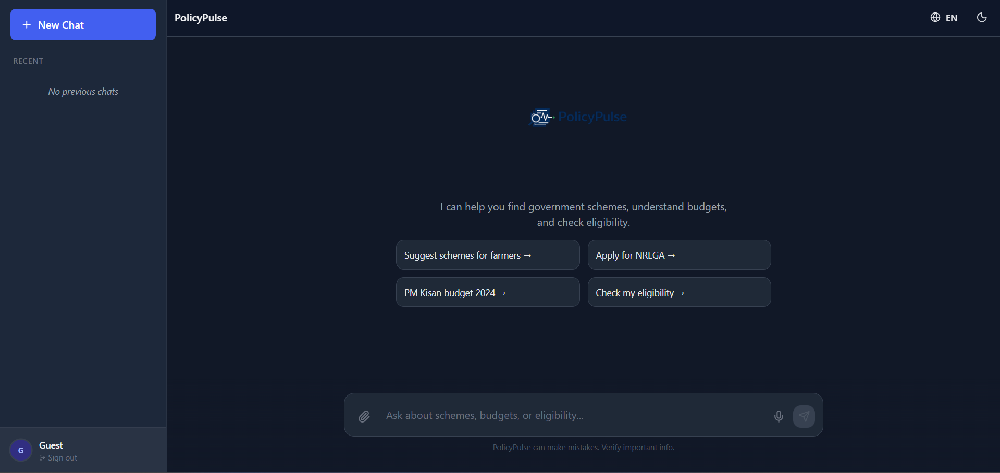 + New Chat
RECENT
No previous chats
G
Guest
Sign out
PolicyPulse
EN
PolicyPulse
I can help you find government schemes, understand budgets,
and check eligibility.
Suggest schemes for farmers →
Apply for NREGA →
PM Kisan budget 2024 →
Check my eligibility →
Ask about schemes, budgets, or eligibility...
PolicyPulse can make mistakes. Verify important info.